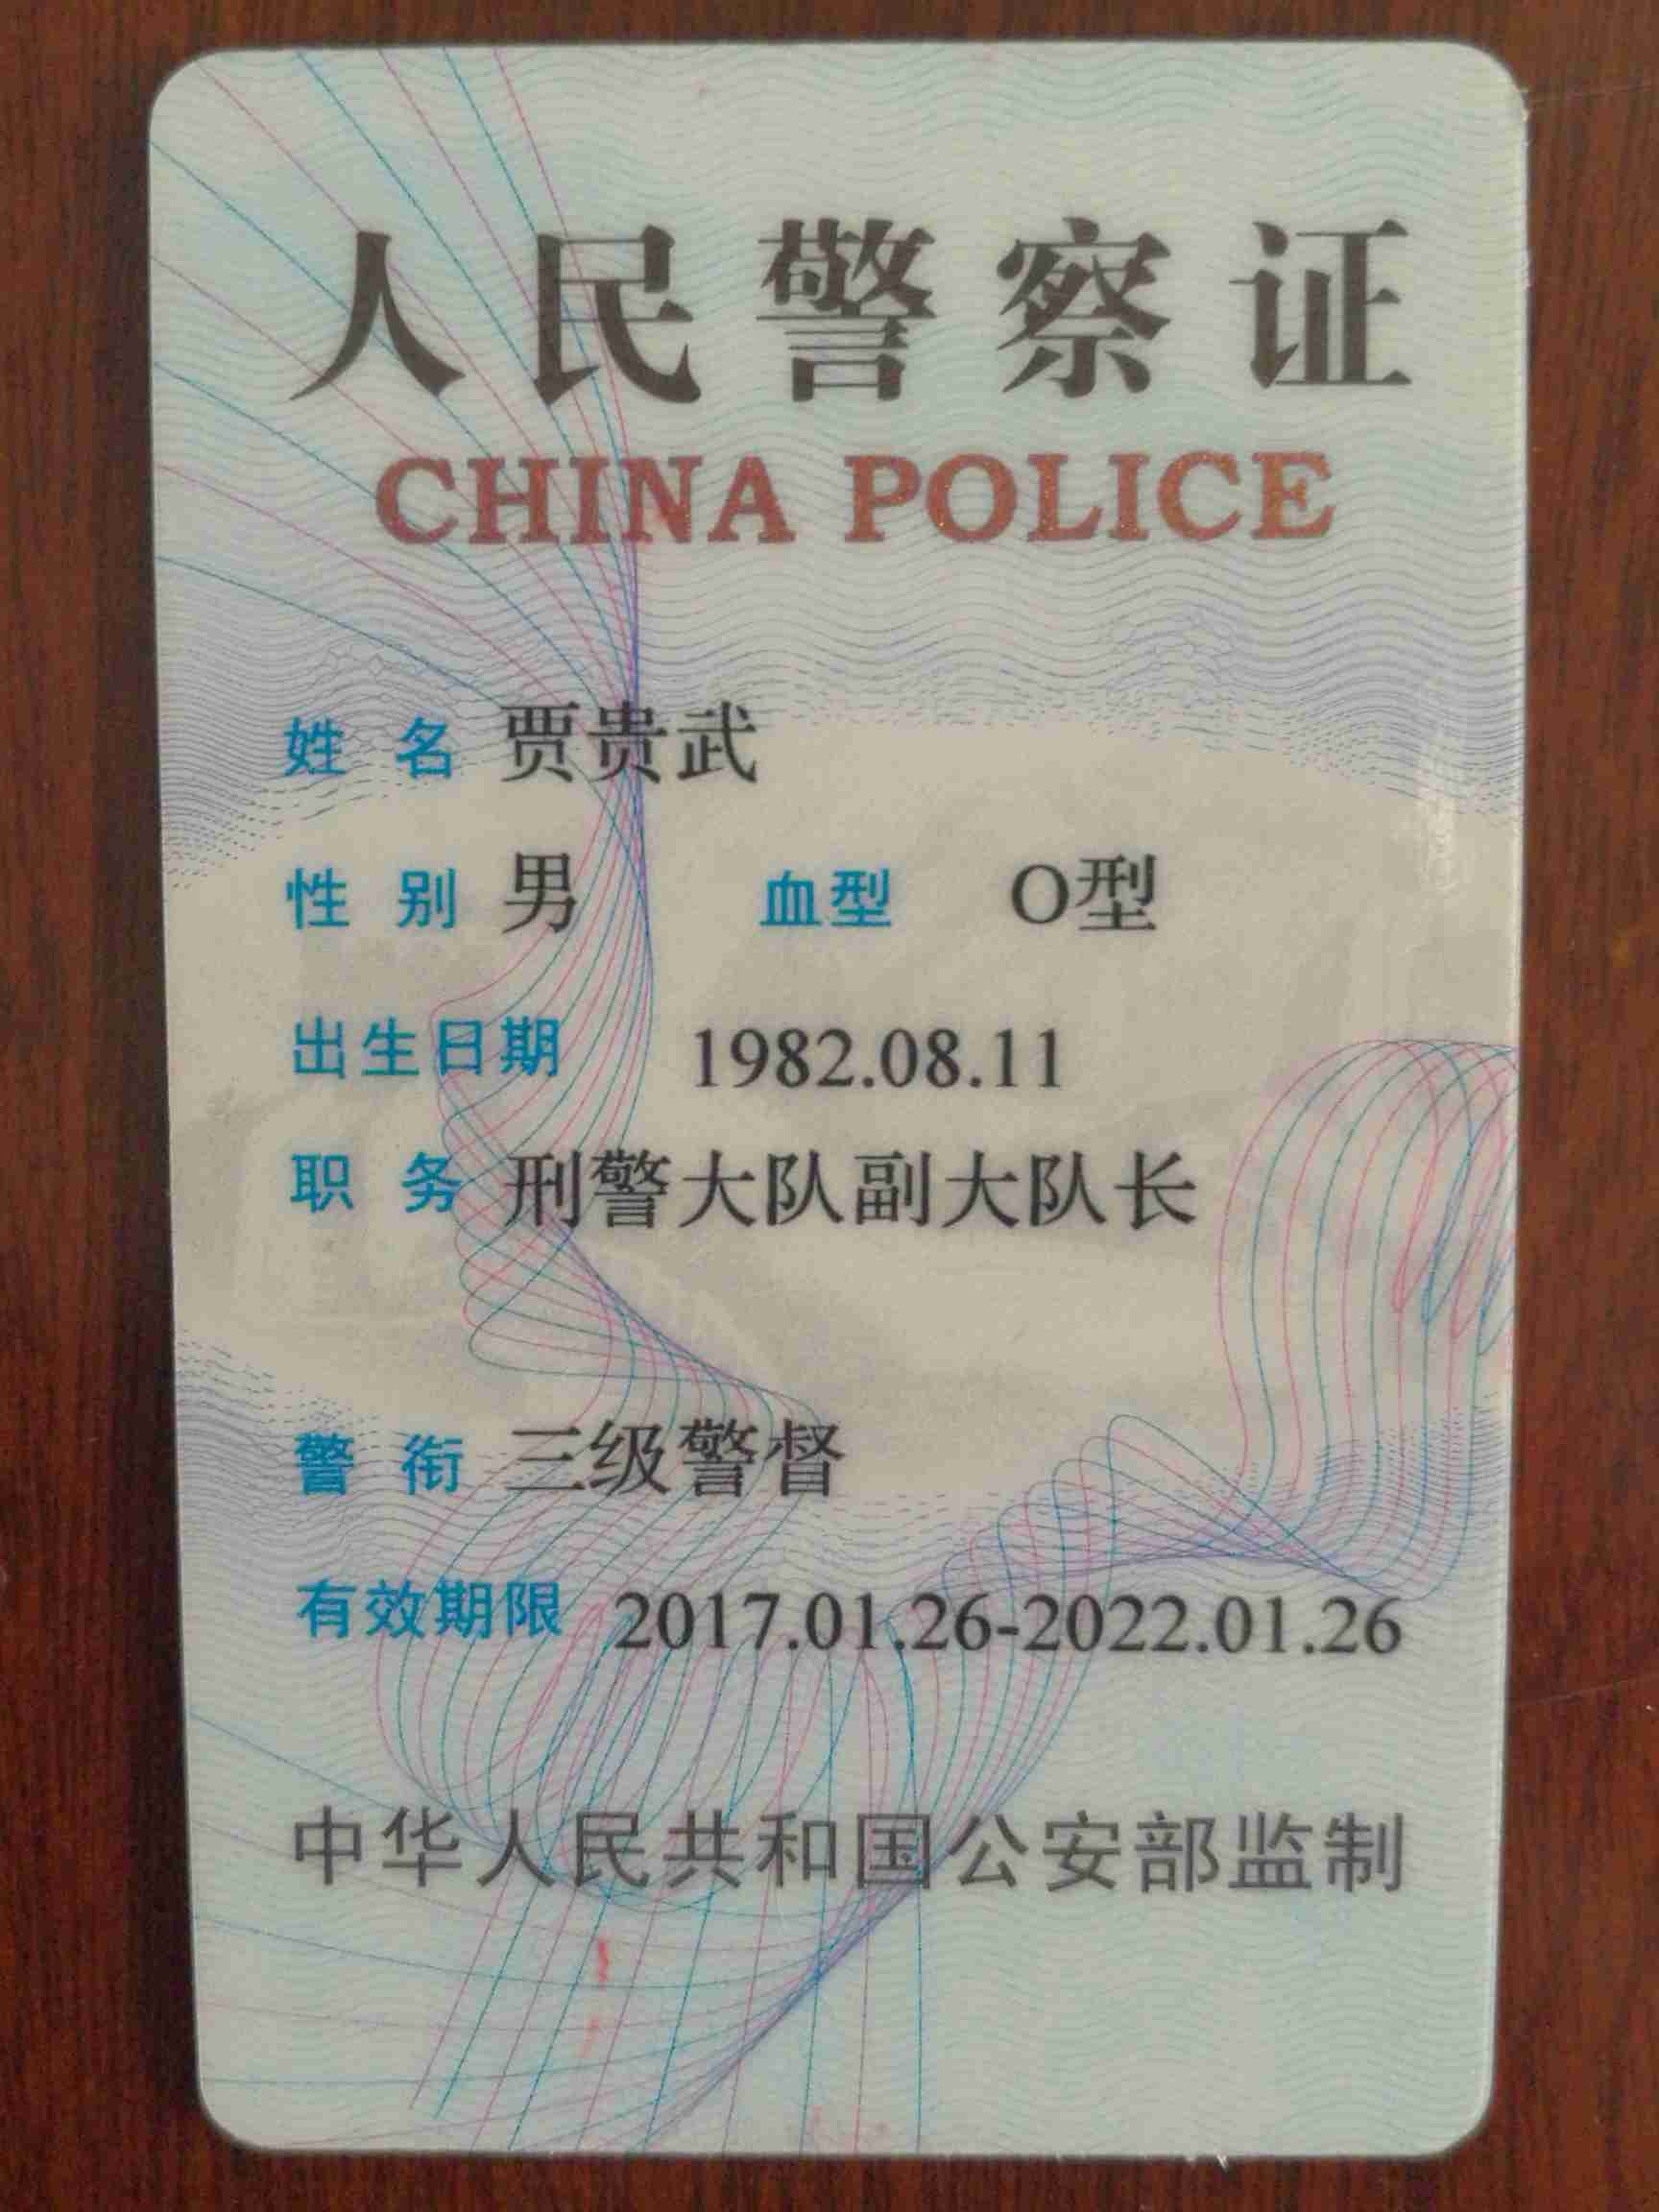 人民警察证
CHINA POLICE
姓 名 贾贵武
性 别 男 血型 O型
出生日期 1982.08.11
职 务 刑警大队副大队长
警 衔 三级警督
有效期限 2017.01.26-2022.01.26
中华人民共和国公安部监制